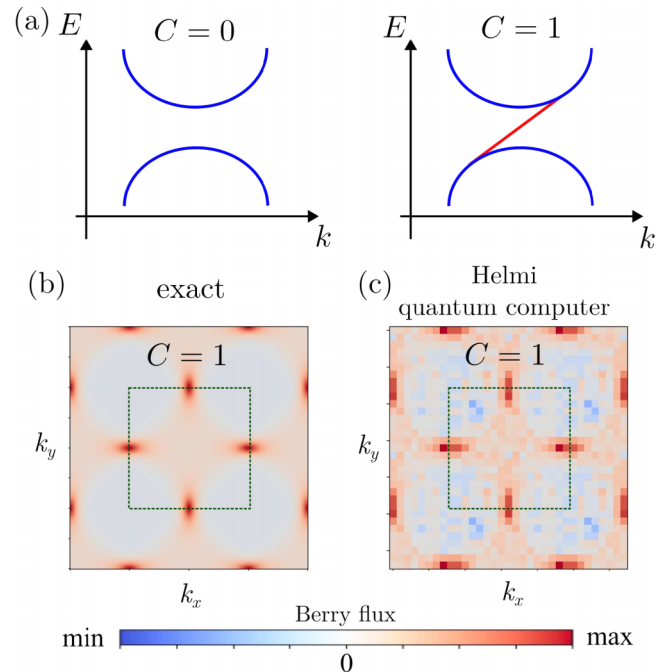 (a)
E
C = 0
k
E
C = 1
k
(b)
exact
C = 1
k_y
k_x
(c)
Helmi
quantum computer
C = 1
k_y
k_x
Berry flux
min
max
0